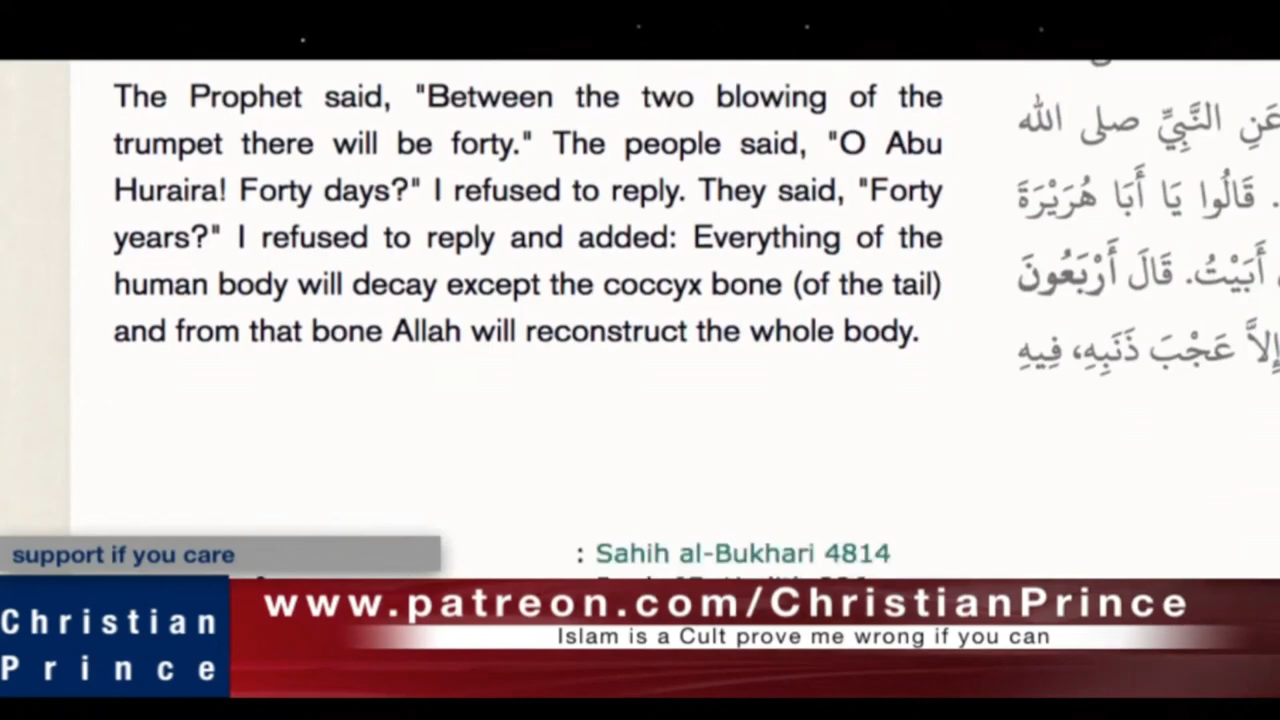 The Prophet said, "Between the two blowing of the
trumpet there will be forty." The people said, "O Abu
Huraira! Forty days?" I refused to reply. They said, "Forty
years?" I refused to reply and added: Everything of the
human body will decay except the coccyx bone (of the tail)
and from that bone Allah will reconstruct the whole body.
عَنِ النَّبِيِّ صلى الله
قَالُوا يَا أَبَا هُرَيْرَةَ
أَبَيْتُ. قَالَ أَرْبَعُونَ
إِلاَّ عَجْبَ ذَنَبِهِ، فِيهِ
: Sahih al-Bukhari 4814
support if you care
Christian
Prince
www.patreon.com/ChristianPrince
Islam is a Cult prove me wrong if you can